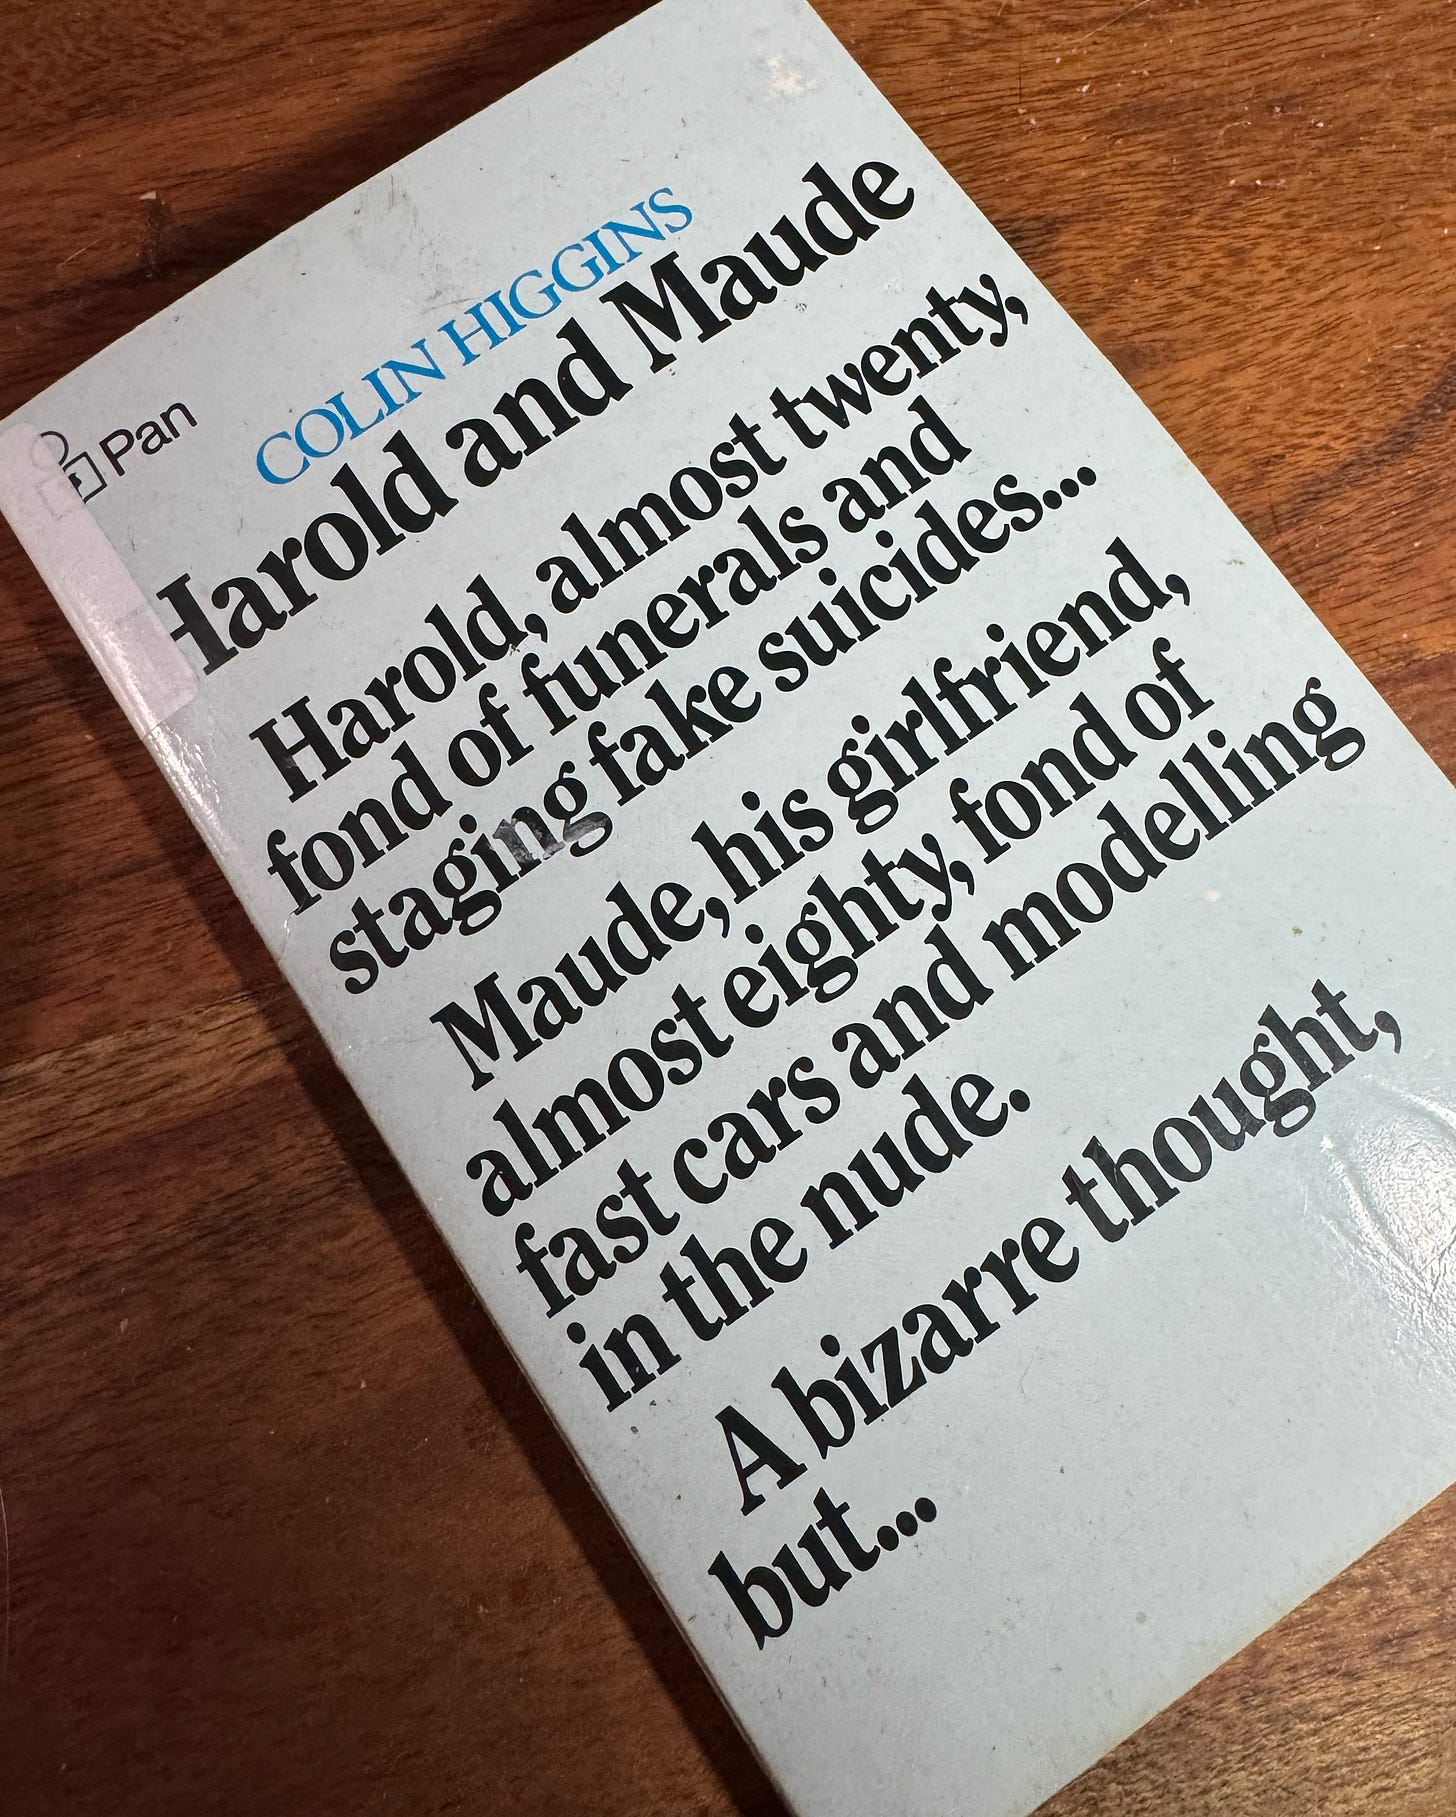 Pan
COLIN HIGGINS
Harold and Maude
Harold, almost twenty,
fond of funerals and
staging fake suicides...
Maude, his girlfriend,
almost eighty, fond of
fast cars and modelling
in the nude.
A bizarre thought,
but...